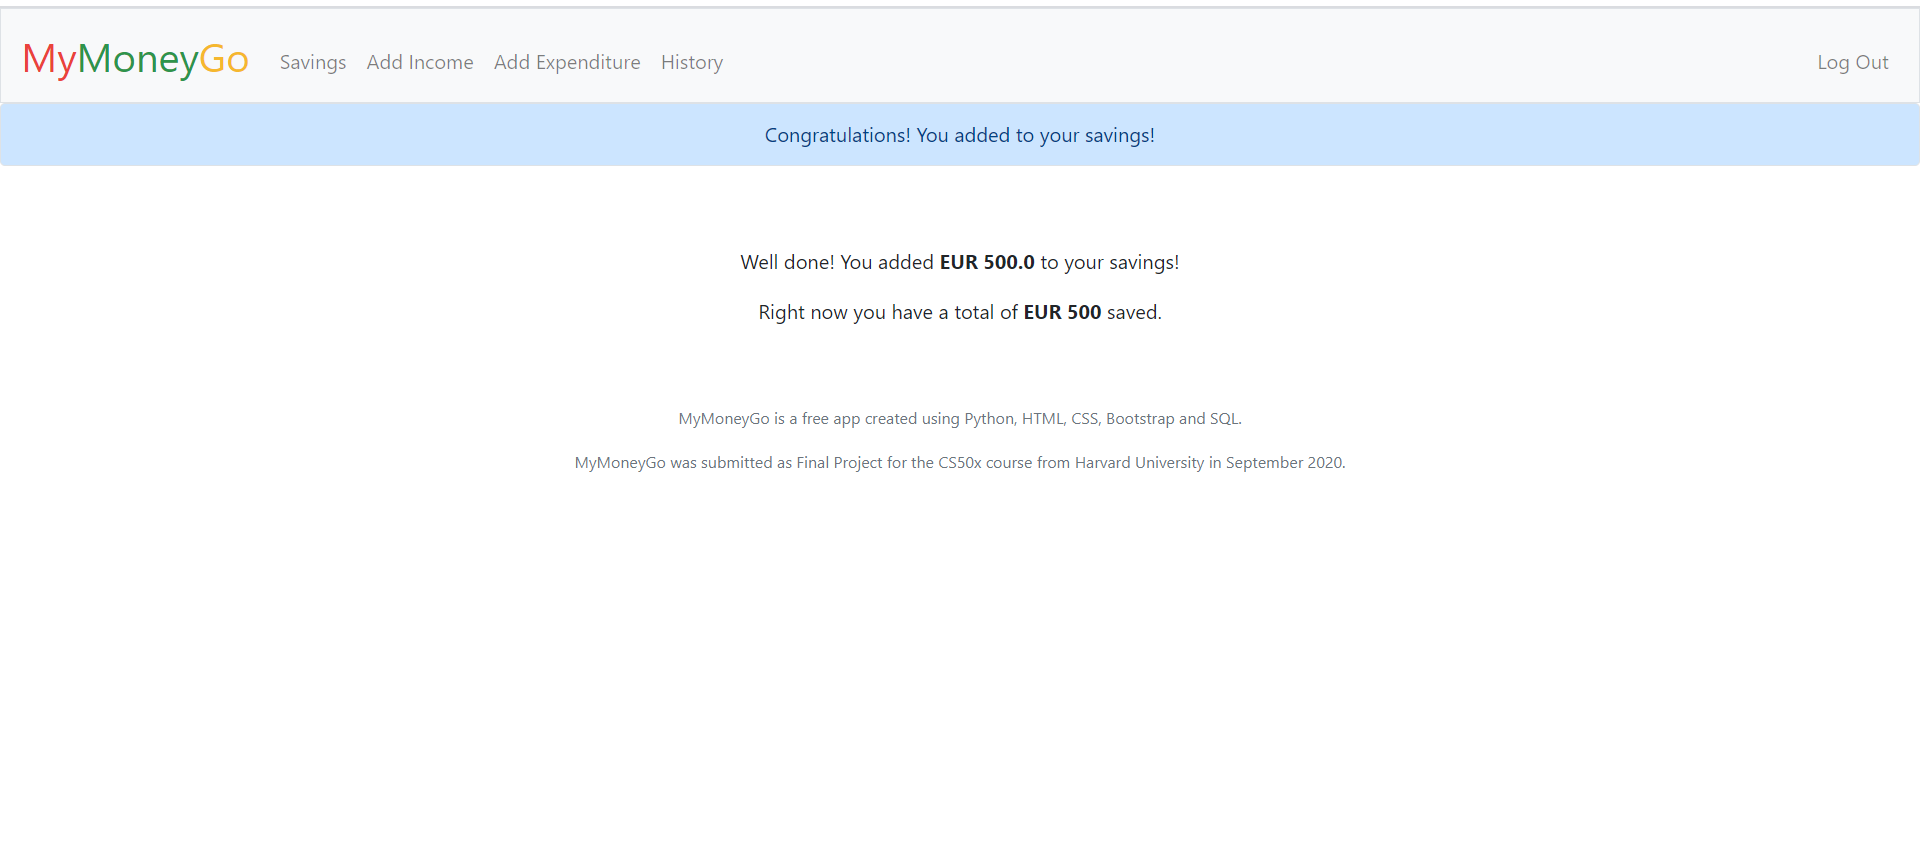 MyMoneyGo Savings Add Income Add Expenditure History Log Out
Congratulations! You added to your savings!
Well done! You added EUR 500.0 to your savings!
Right now you have a total of EUR 500 saved.
MyMoneyGo is a free app created using Python, HTML, CSS, Bootstrap and SQL.
MyMoneyGo was submitted as Final Project for the CS50x course from Harvard University in September 2020.